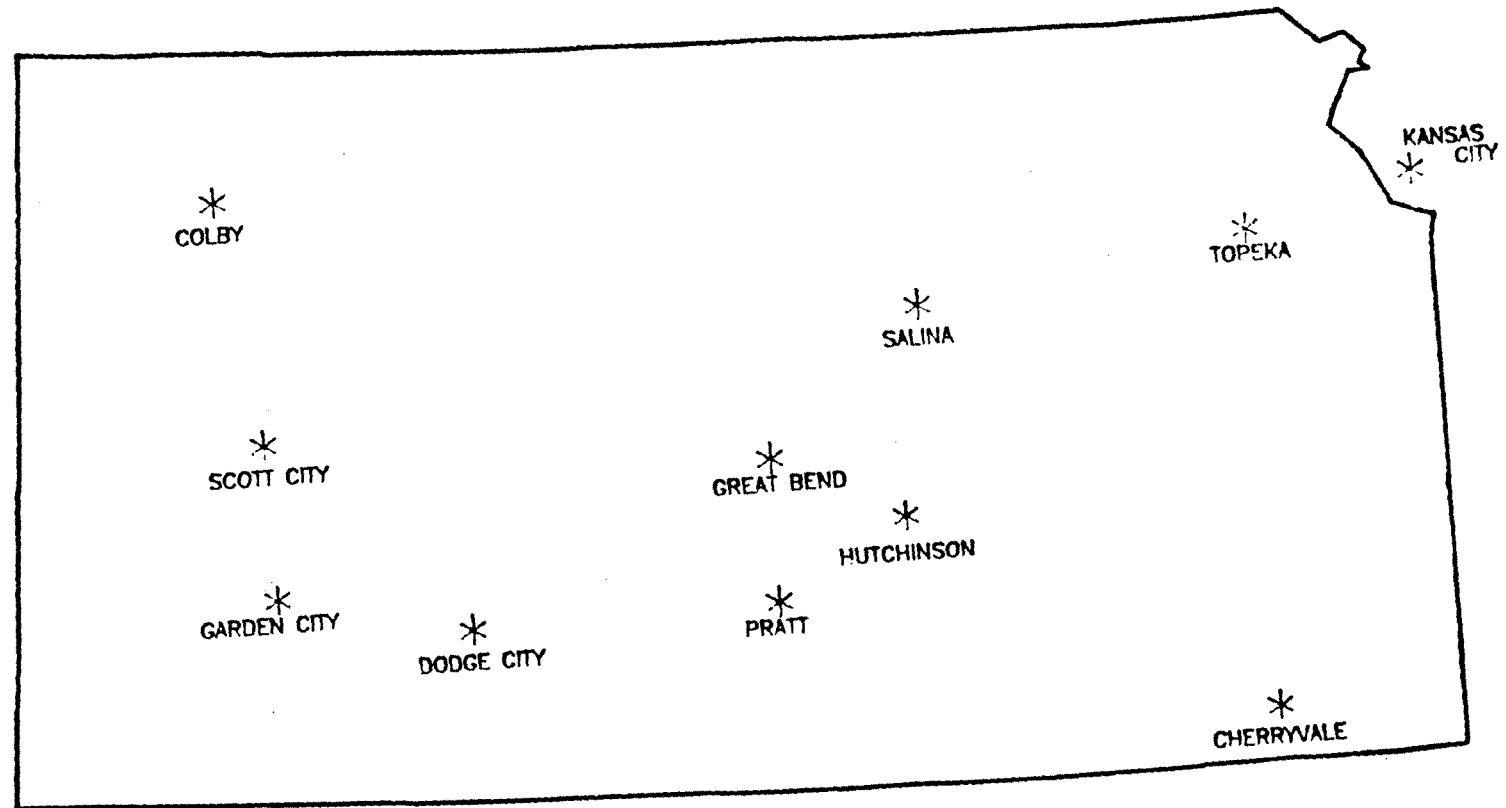 KANSAS
CITY
COLBY
TOPEKA
SALINA
SCOTT CITY
GREAT BEND
HUTCHINSON
GARDEN CITY
PRATT
DODGE CITY
CHERRYVALE